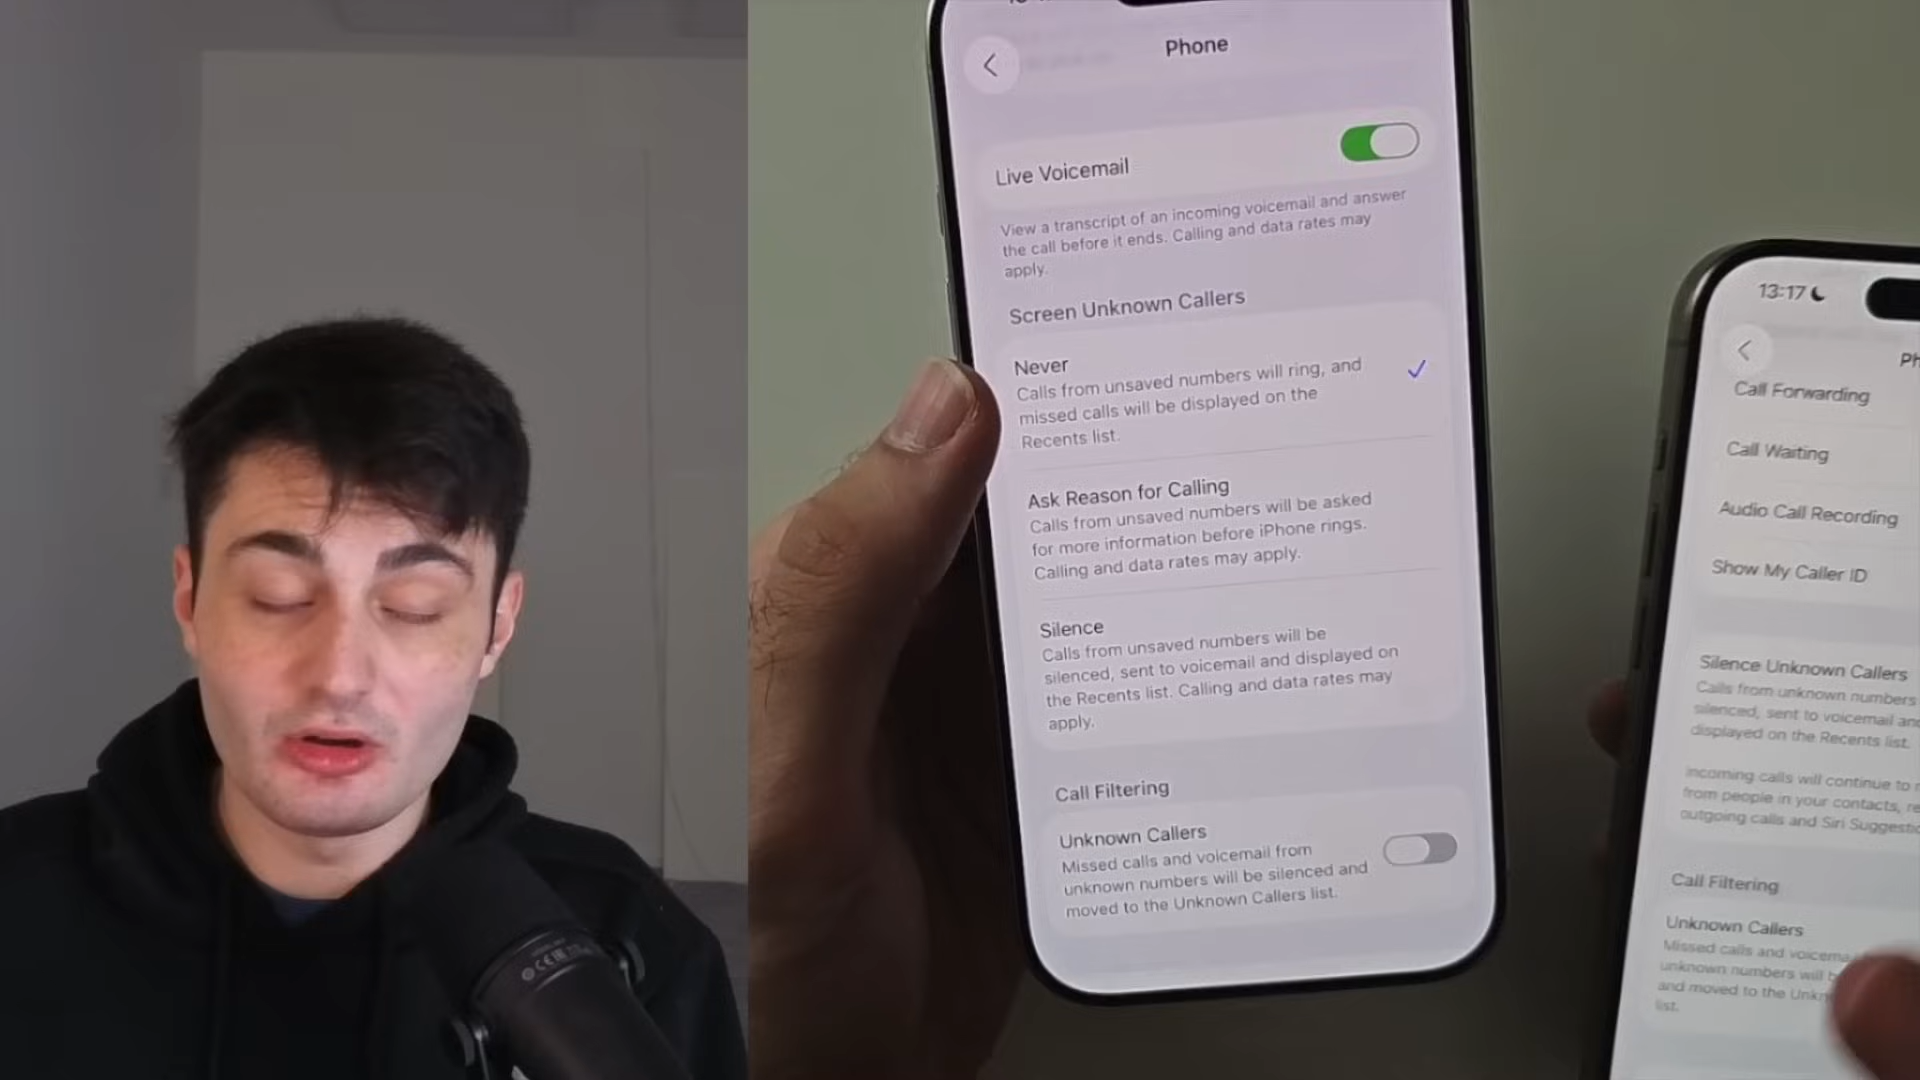 Phone
Live Voicemail
View a transcript of an incoming voicemail and answer
the call before it ends. Calling and data rates may
apply.
Screen Unknown Callers
Never
Calls from unsaved numbers will ring, and
missed calls will be displayed on the
Recents list.
Ask Reason for Calling
Calls from unsaved numbers will be asked
for more information before iPhone rings.
Calling and data rates may apply.
Silence
Calls from unsaved numbers will be
silenced, sent to voicemail and displayed on
the Recents list. Calling and data rates may
apply.
Call Filtering
Unknown Callers
Missed calls and voicemail from
unknown numbers will be silenced and
moved to the Unknown Callers list.
13:17
Ph
Call Forwarding
Call Waiting
Audio Call Recording
Show My Caller ID
Silence Unknown Callers
Calls from unknown numbers
silenced, sent to voicemail and
displayed on the Recents list.
Incoming calls will continue to
from people in your contacts,
outgoing calls and Siri
Call Filtering
Unknown Callers
Missed calls and
unknown numbers will
and moved to the
list.